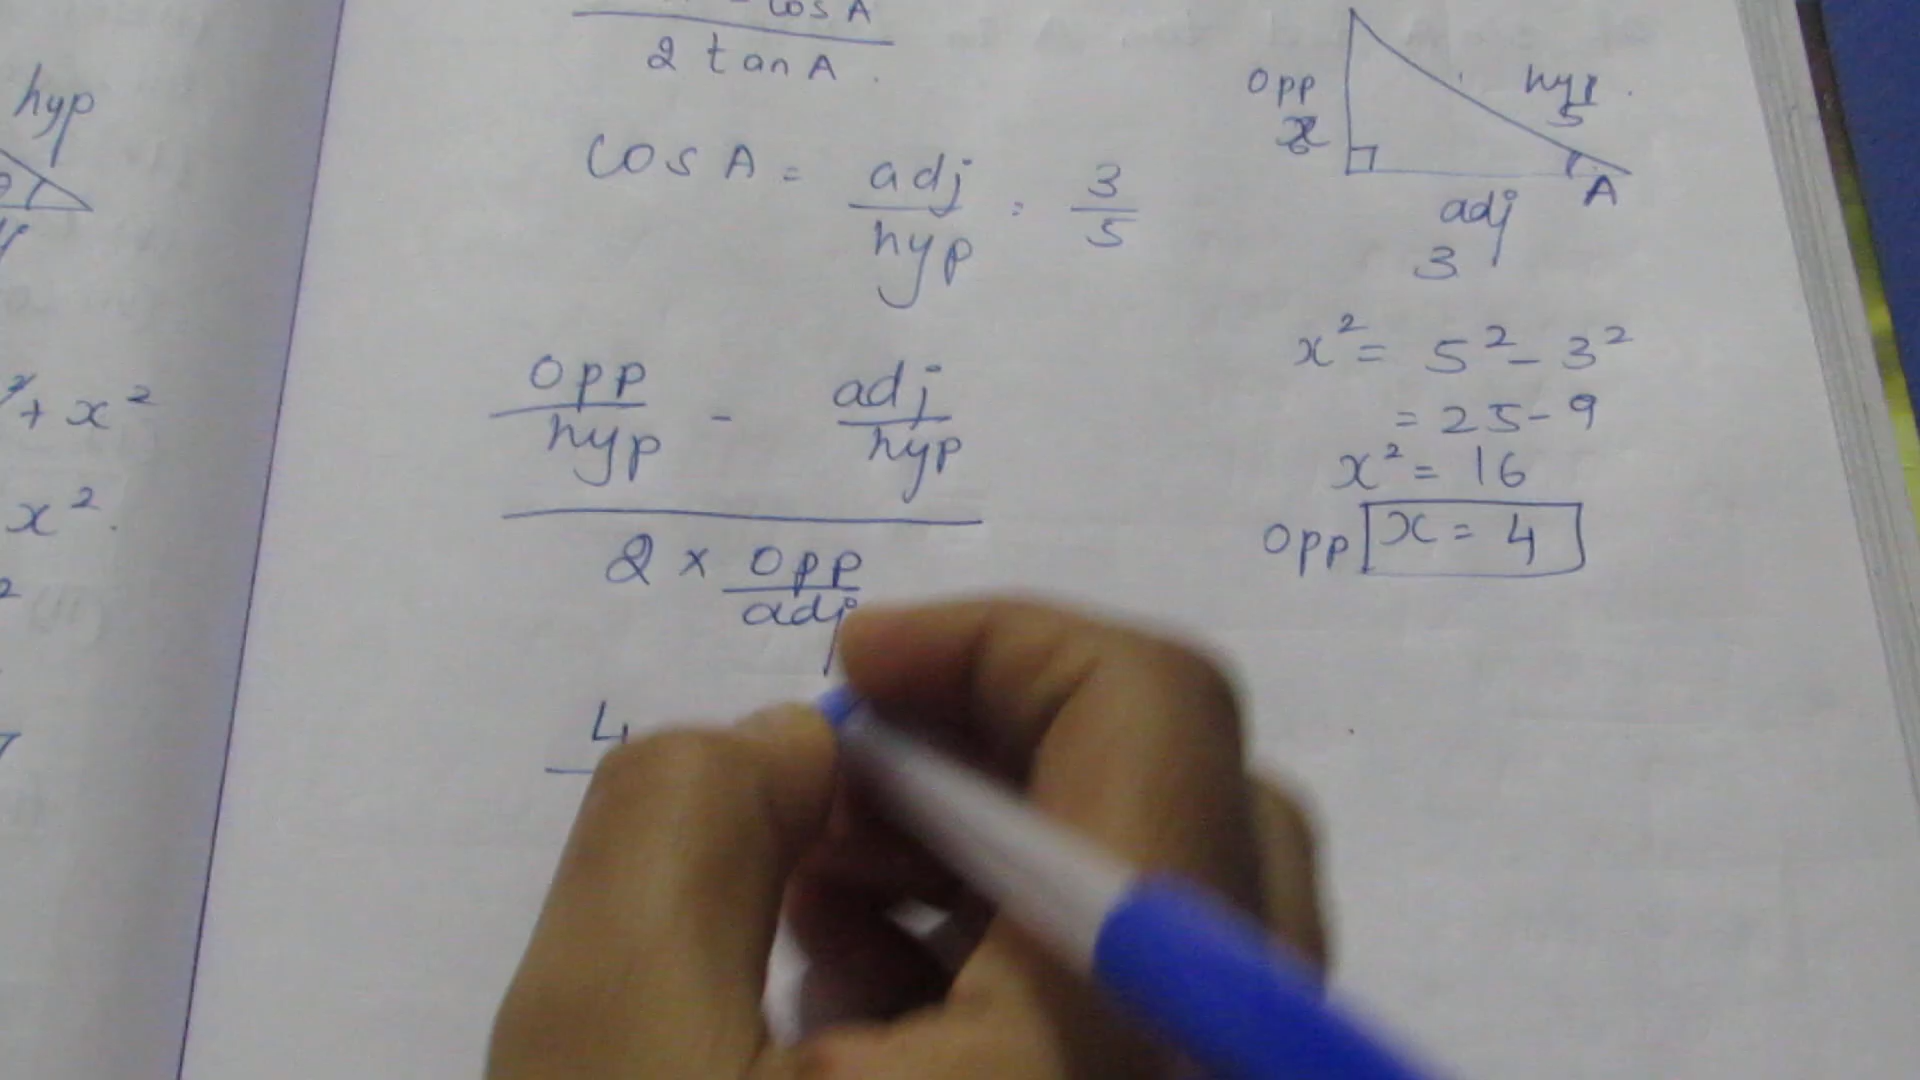 hyp
+ x²
x².
2
- cos A
2 tan A .
cos A = adj/hyp = 3/5
opp/hyp - adj/hyp
2 × opp/adj
4
opp
x
hyp
5
A
adj
3
x² = 5² - 3²
= 25 - 9
x² = 16
opp x = 4